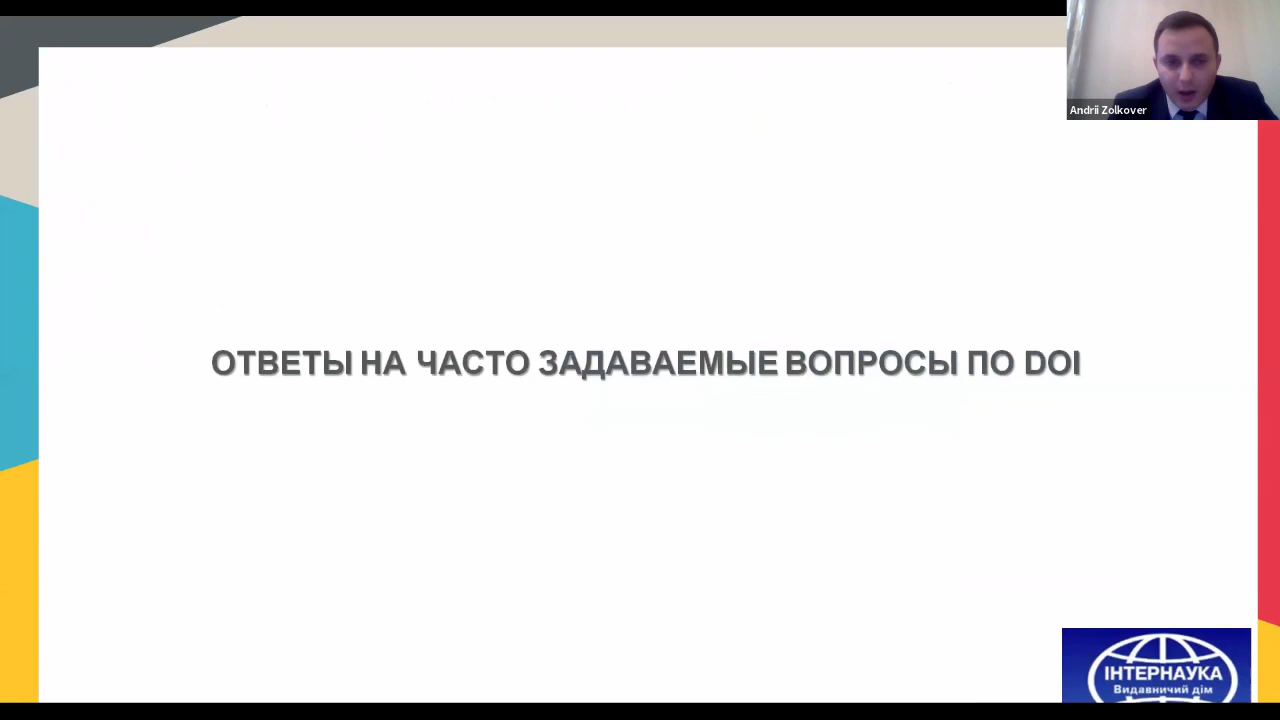 Andrii Zolkover
ОТВЕТЫ НА ЧАСТО ЗАДАВАЕМЫЕ ВОПРОСЫ ПО DOI
ІНТЕРНАУКА
Видавничий дім